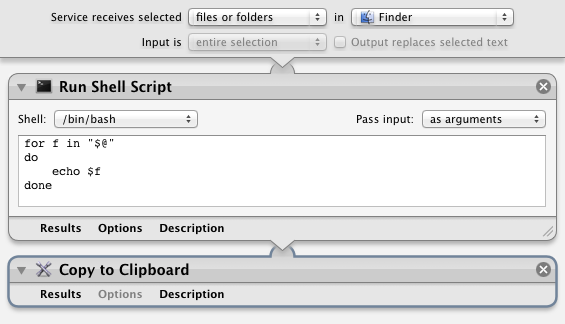 Service receives selected files or folders in Finder
Input is entire selection Output replaces selected text
Run Shell Script
Shell: /bin/bash Pass input: as arguments
for f in "$@"
do
    echo $f
done
Results Options Description
Copy to Clipboard
Results Options Description